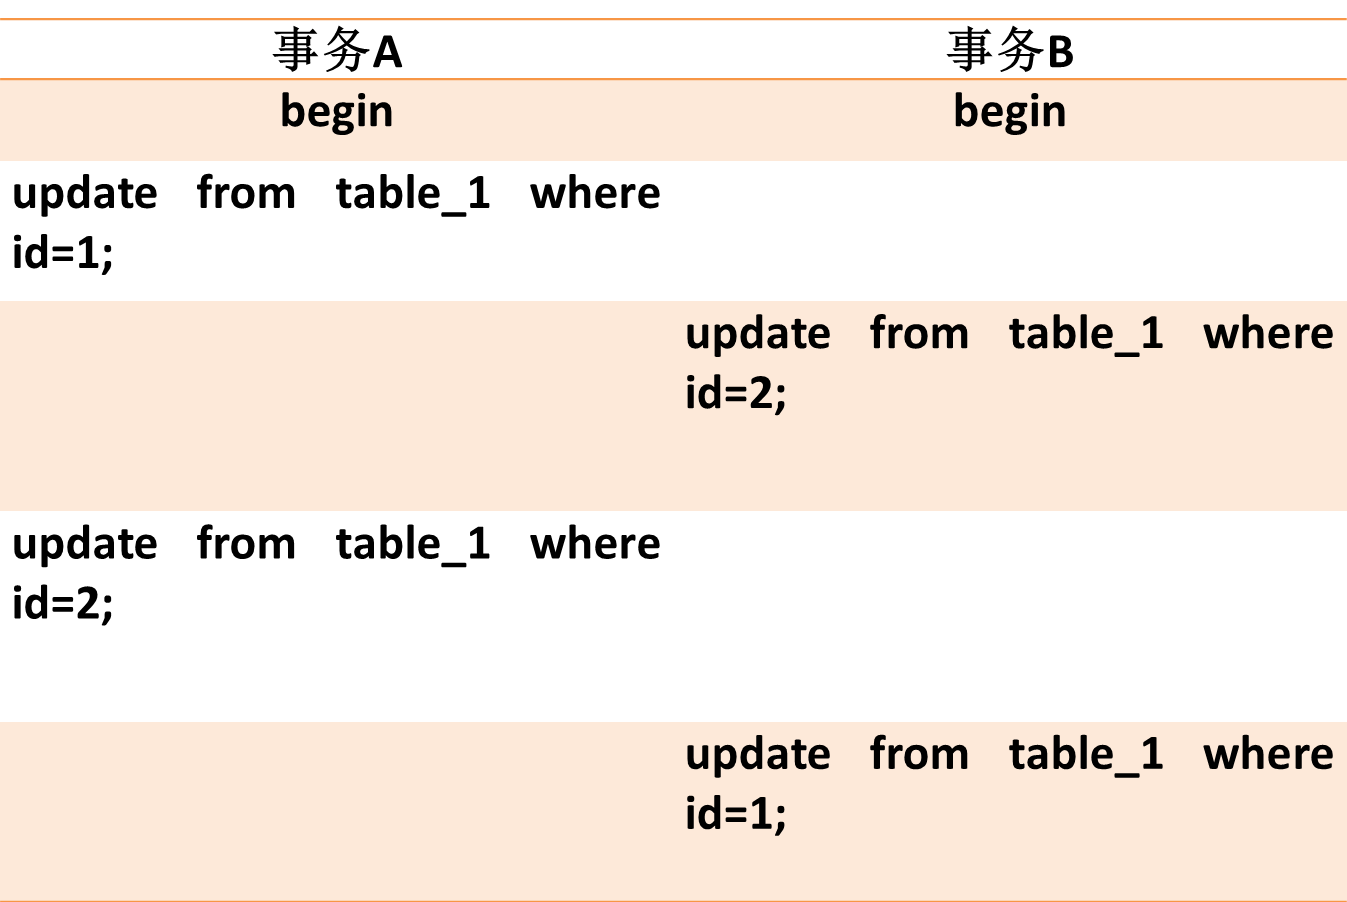 事务A
事务B
begin
begin
update from table_1 where
id=1;
update from table_1 where
id=2;
update from table_1 where
id=2;
update from table_1 where
id=1;